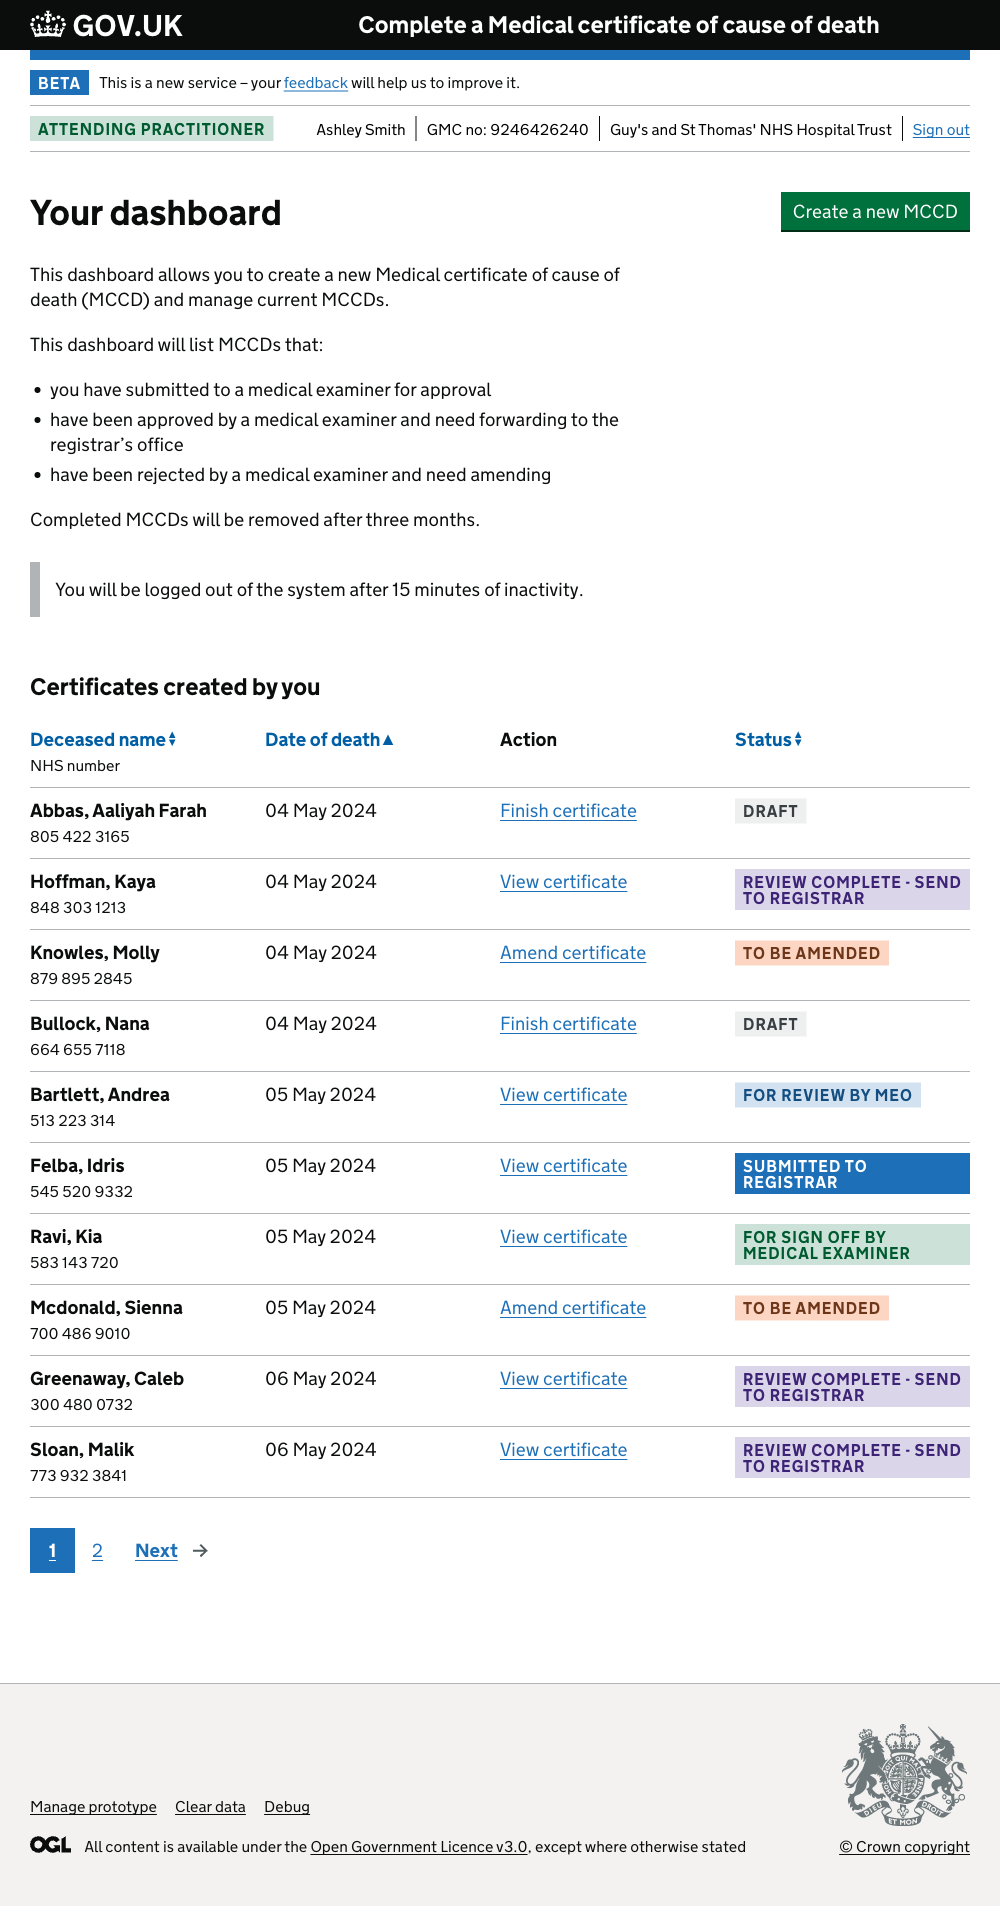 GOV.UK
Complete a Medical certificate of cause of death
BETA This is a new service – your feedback will help us to improve it.
ATTENDING PRACTITIONER Ashley Smith GMC no: 9246426240 Guy's and St Thomas' NHS Hospital Trust Sign out
Your dashboard
Create a new MCCD
This dashboard allows you to create a new Medical certificate of cause of
death (MCCD) and manage current MCCDs.
This dashboard will list MCCDs that:
• you have submitted to a medical examiner for approval
• have been approved by a medical examiner and need forwarding to the
registrar’s office
• have been rejected by a medical examiner and need amending
Completed MCCDs will be removed after three months.
You will be logged out of the system after 15 minutes of inactivity.
Certificates created by you
Deceased name Date of death Action Status
NHS number
Abbas, Aaliyah Farah 04 May 2024 Finish certificate DRAFT
805 422 3165
Hoffman, Kaya 04 May 2024 View certificate REVIEW COMPLETE - SEND
TO REGISTRAR
848 303 1213
Knowles, Molly 04 May 2024 Amend certificate TO BE AMENDED
879 895 2845
Bullock, Nana 04 May 2024 Finish certificate DRAFT
664 655 7118
Bartlett, Andrea 05 May 2024 View certificate FOR REVIEW BY MEO
513 223 314
Felba, Idris 05 May 2024 View certificate SUBMITTED TO
REGISTRAR
545 520 9332
Ravi, Kia 05 May 2024 View certificate FOR SIGN OFF BY
MEDICAL EXAMINER
583 143 720
Mcdonald, Sienna 05 May 2024 Amend certificate TO BE AMENDED
700 486 9010
Greenaway, Caleb 06 May 2024 View certificate REVIEW COMPLETE - SEND
TO REGISTRAR
300 480 0732
Sloan, Malik 06 May 2024 View certificate REVIEW COMPLETE - SEND
TO REGISTRAR
773 932 3841
1 2 Next →
Manage prototype Clear data Debug
OGL All content is available under the Open Government Licence v3.0, except where otherwise stated
© Crown copyright